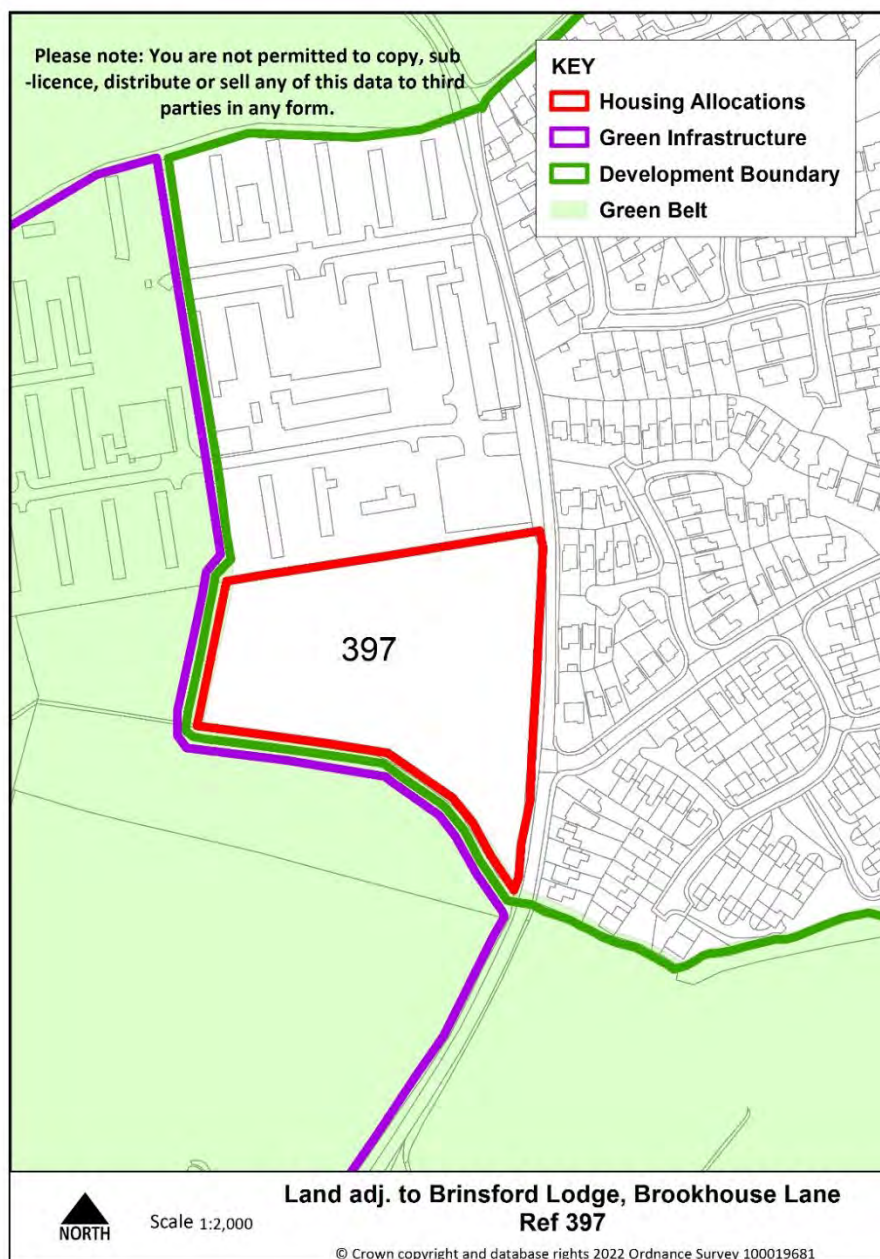 Please note: You are not permitted to copy, sub
-licence, distribute or sell any of this data to third
parties in any form.
KEY
Housing Allocations
Green Infrastructure
Development Boundary
Green Belt
397
NORTH
Scale 1:2,000
Land adj. to Brinsford Lodge, Brookhouse Lane
Ref 397
© Crown copyright and database rights 2022 Ordnance Survey 100019681